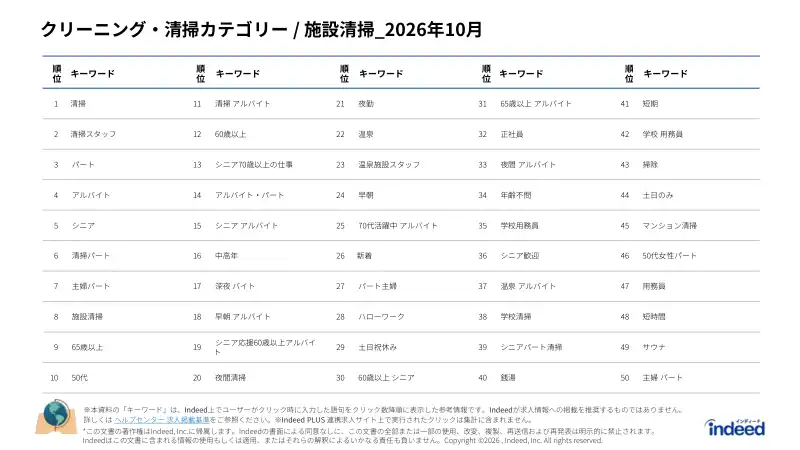 クリーニング・清掃カテゴリー / 施設清掃_2026年10月
順位 キーワード 順位 キーワード 順位 キーワード 順位 キーワード 順位 キーワード
1 清掃 11 清掃 アルバイト 21 夜勤 31 65歳以上 アルバイト 41 短期
2 清掃スタッフ 12 60歳以上 22 温泉 32 正社員 42 学校 用務員
3 パート 13 シニア70歳以上の仕事 23 温泉施設スタッフ 33 夜間 アルバイト 43 掃除
4 アルバイト 14 アルバイト・パート 24 早朝 34 年齢不問 44 土日のみ
5 シニア 15 シニア アルバイト 25 70代活躍中 アルバイト 35 学校用務員 45 マンション清掃
6 清掃パート 16 中高年 26 新着 36 シニア歓迎 46 50代女性パート
7 主婦パート 17 深夜 バイト 27 パート主婦 37 温泉 アルバイト 47 用務員
8 施設清掃 18 早朝 アルバイト 28 ハローワーク 38 学校清掃 48 短時間
9 65歳以上 19 シニア応援60歳以上アルバイト 29 土日祝休み 39 シニアパート清掃 49 サウナ
10 50代 20 夜間清掃 30 60歳以上 シニア 40 銭湯 50 主婦 パート
※本資料の「キーワード」は、Indeed上でユーザーがクリック時に入力した語句をクリック数降順に表示した参考情報です。Indeedが求人情報への掲載を推奨するものではありません。
詳しくは ヘルプセンター 求人掲載基準をご参照ください。※Indeed PLUS 連携求人サイト上で実行されたクリックは集計に含まれません。
*この文書の著作権はIndeed, Inc.に帰属します。Indeedの書面による同意なしに、この文書の全部または一部の使用、改変、複製、再送信および再発表は明示的に禁止されます。
Indeedはこの文書に含まれる情報の使用もしくは適用、またはそれらの解釈によるいかなる責任も負いません。Copyright ©2026 , Indeed, Inc. All rights reserved.
インディード
indeed